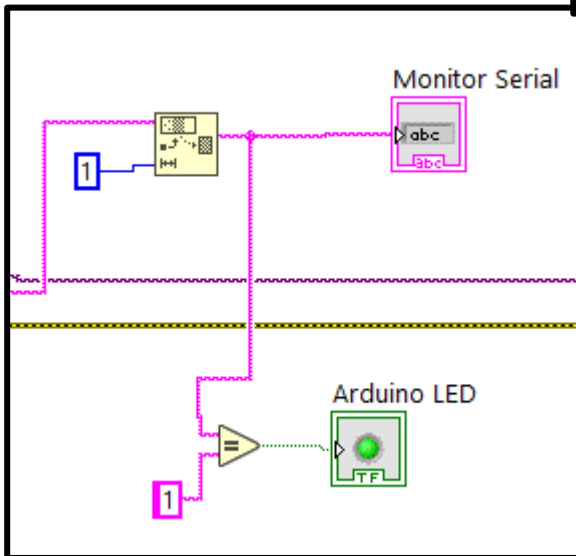 Monitor Serial
abc
abc
1
Arduino LED
=
TF
1